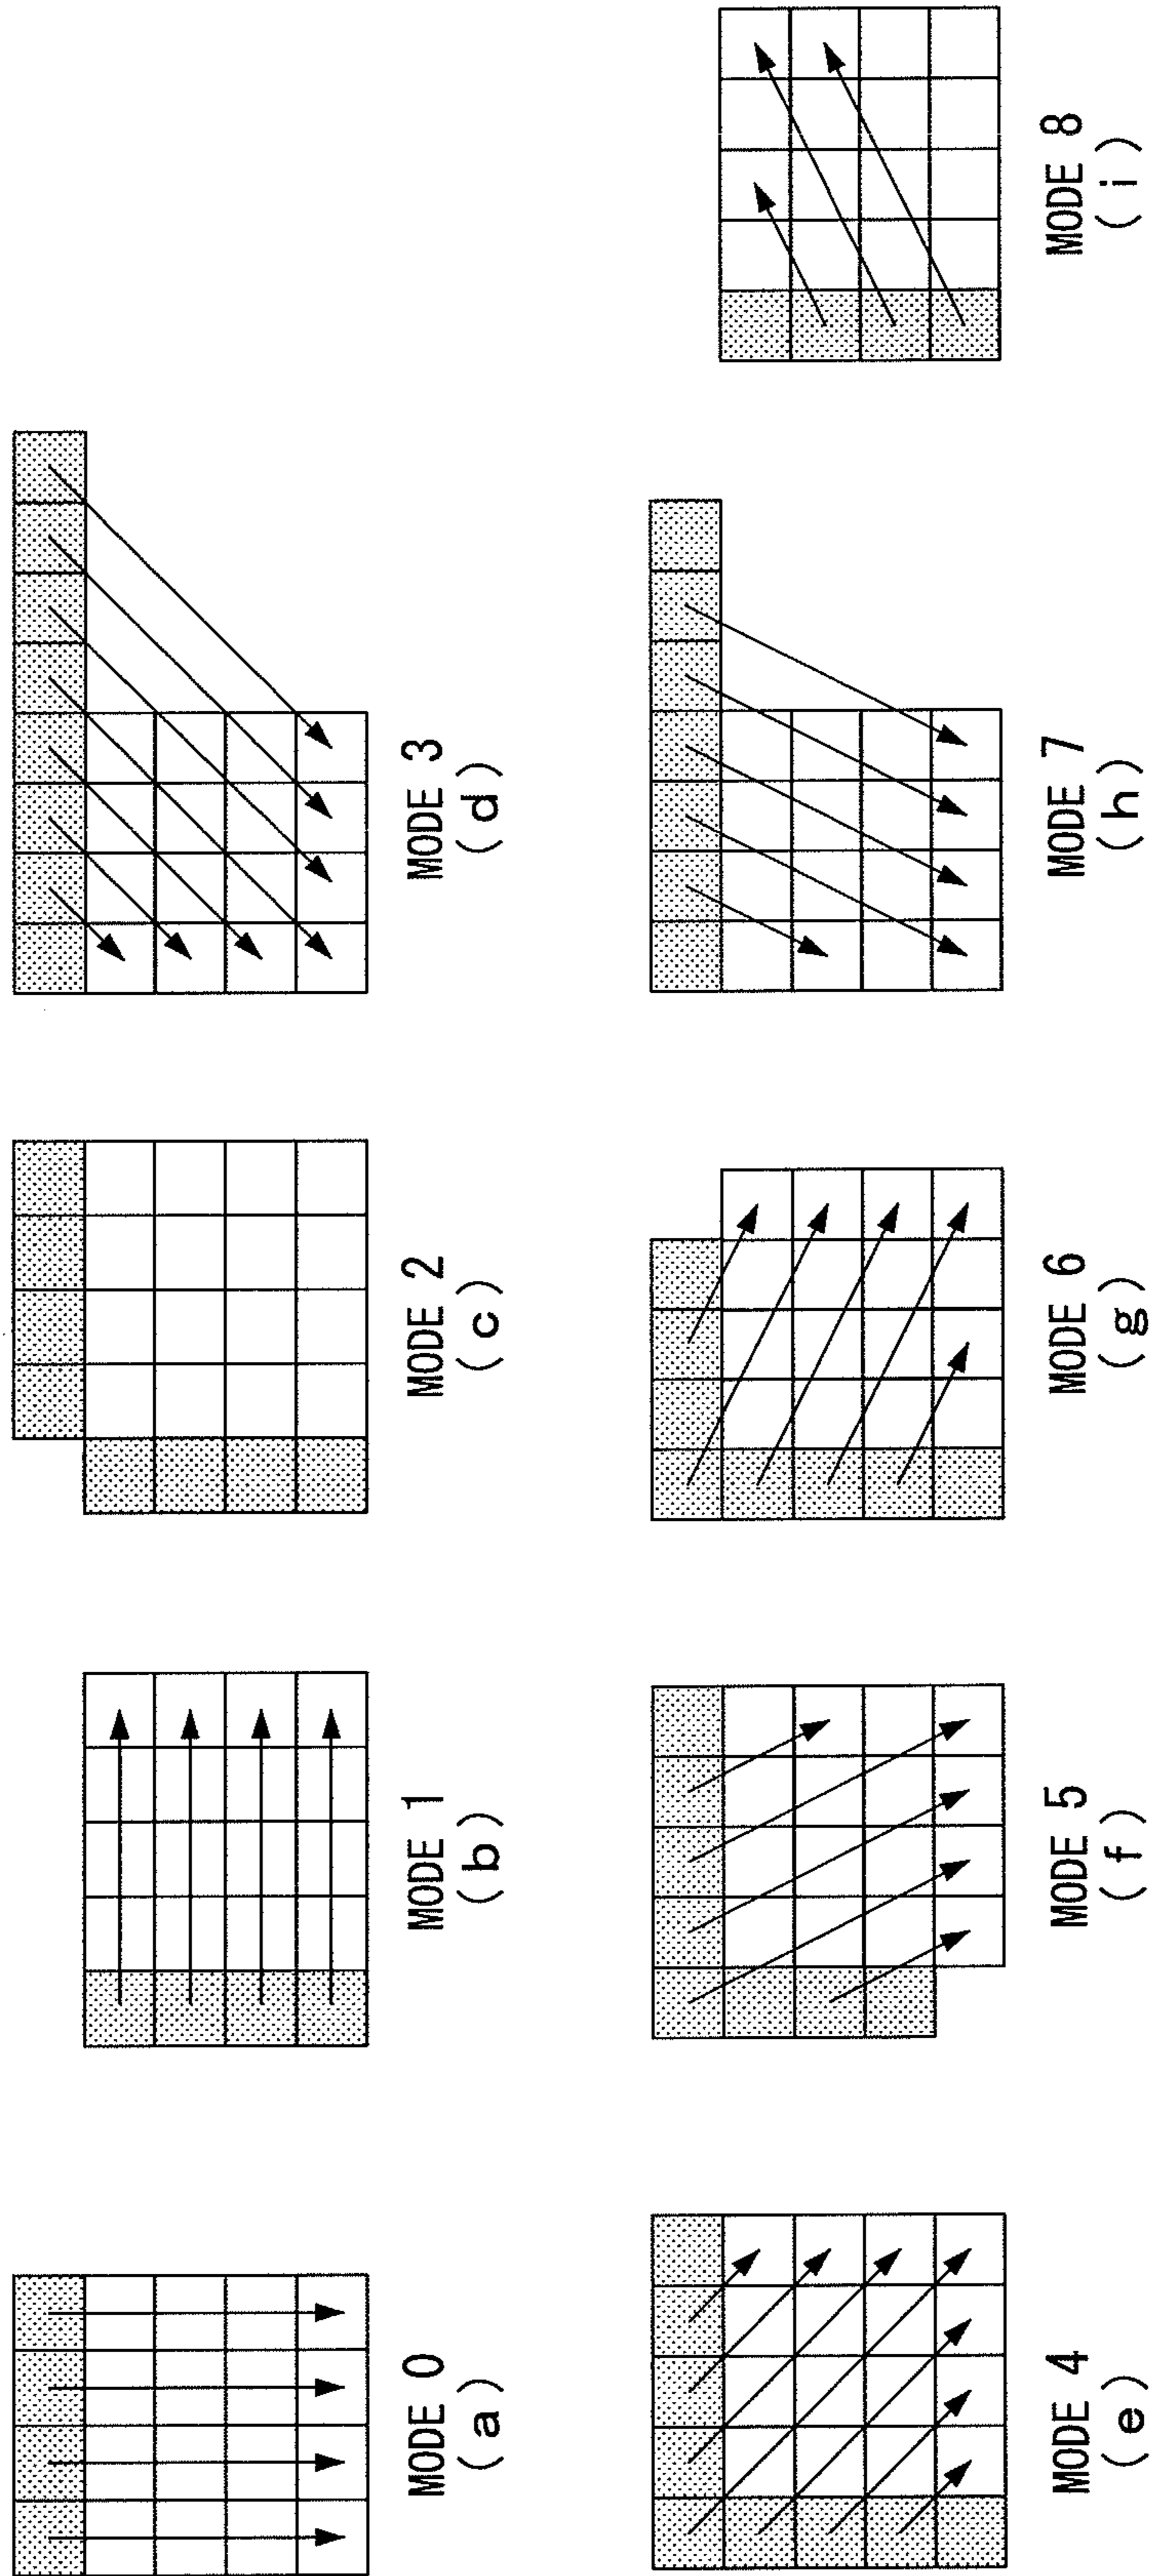 MODE 0
(a)
MODE 1
(b)
MODE 2
(c)
MODE 3
(d)
MODE 4
(e)
MODE 5
(f)
MODE 6
(g)
MODE 7
(h)
MODE 8
(i)